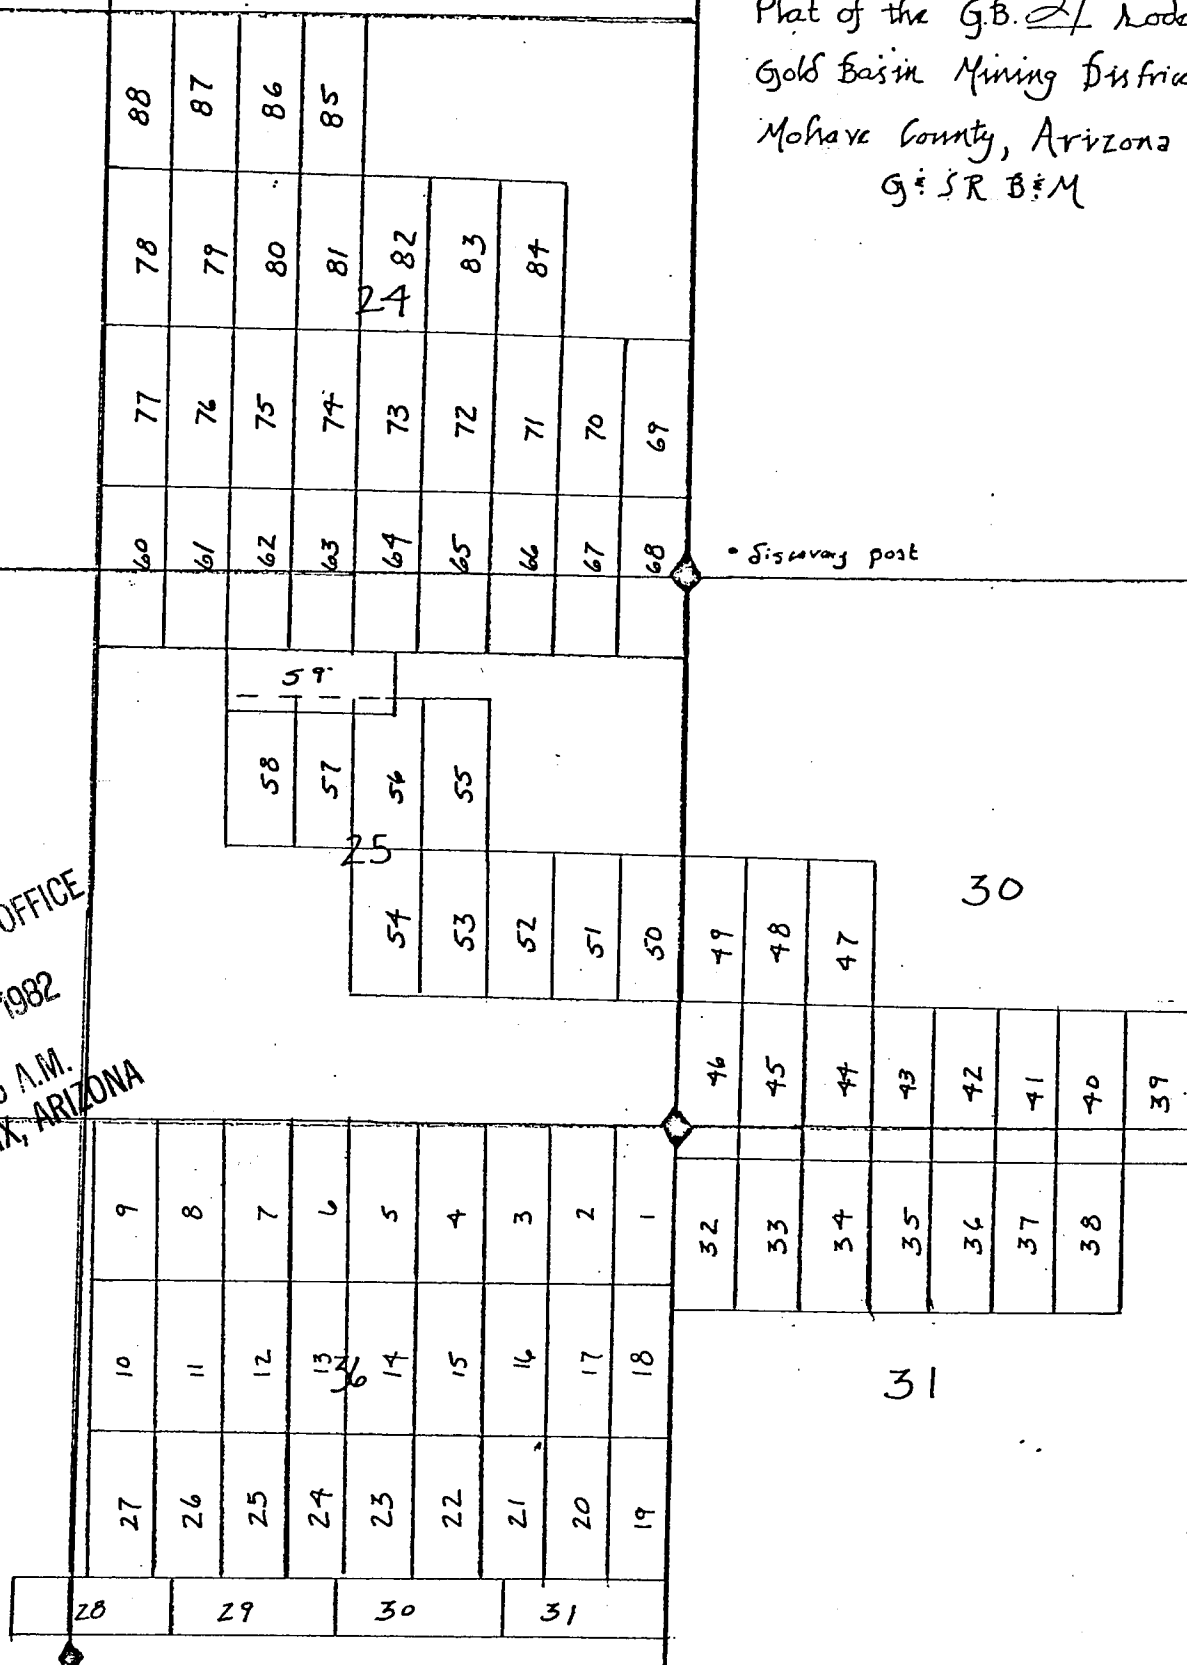 Plat of the G.B.
Gold Basin Mining
Mohave County, Arizona
G & S R B & M
88 87 86 85
78 79 80 81 82 83 84
24
77 76 75 74 73 72 71 70 69
60 61 62 63 64 65 66 67 68
• discovery post
59
58 57 56 55
25
30
54 53 52 51 50 49 48 47
OFFICE
1982
A.M.
ARIZONA
46 45 44 43 42 41 40 39
9 8 7 6 5 4 3 2 1
32 33 34 35 36 37 38
10 11 12 13 14 15 16 17 18
36
31
27 26 25 24 23 22 21 20 19
28 29 30 31